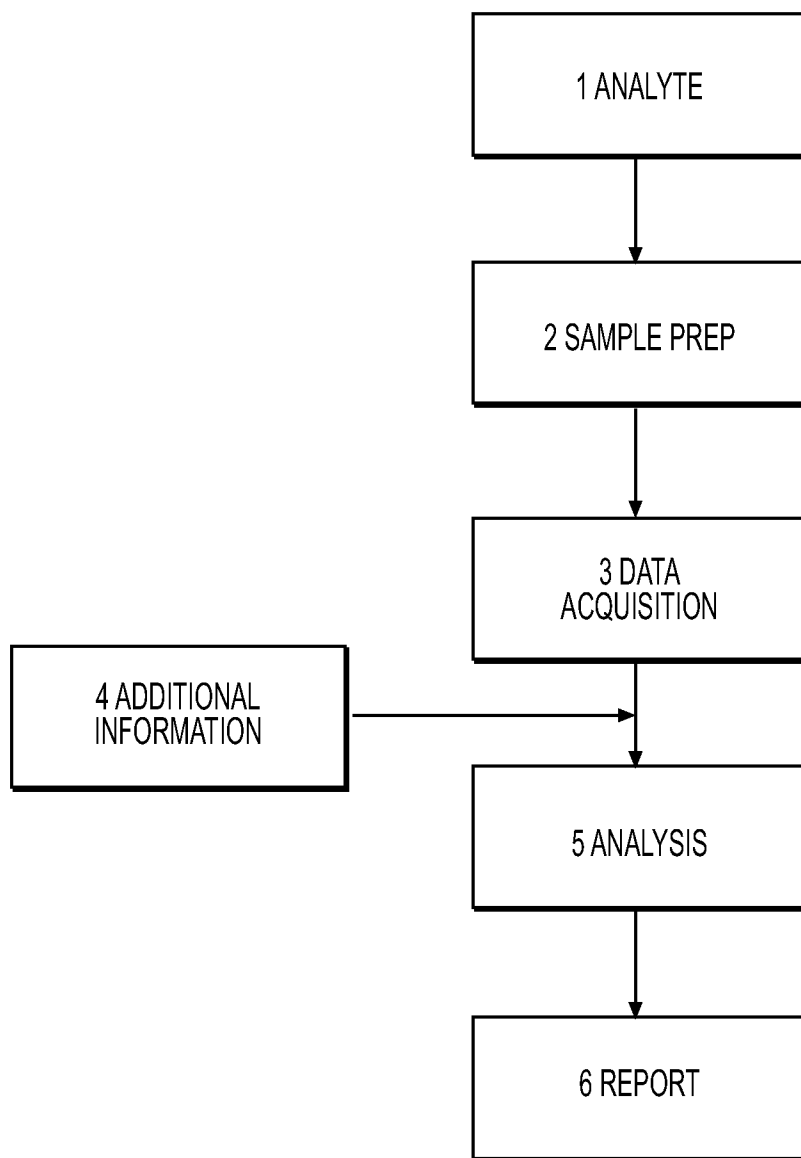 1 ANALYTE
2 SAMPLE PREP
3 DATA
ACQUISITION
4 ADDITIONAL
INFORMATION
5 ANALYSIS
6 REPORT